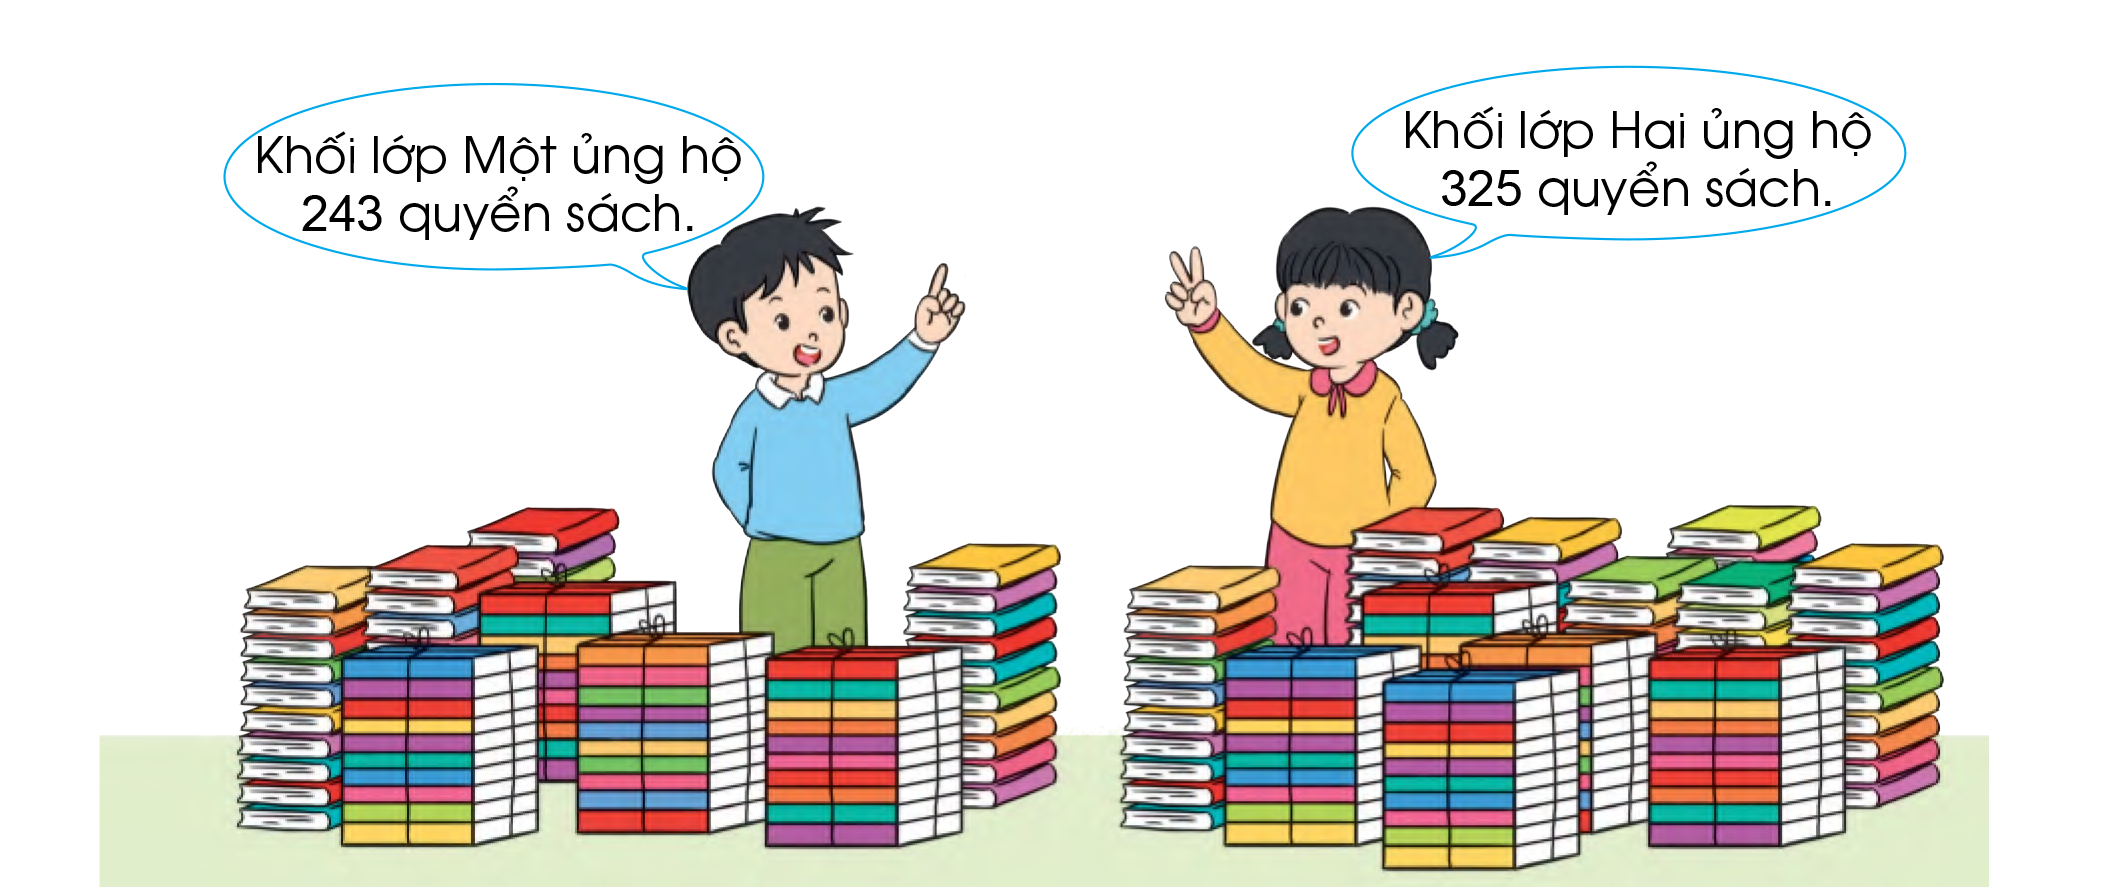 Khối lớp Một ủng hộ
243 quyển sách.
Khối lớp Hai ủng hộ
325 quyển sách.